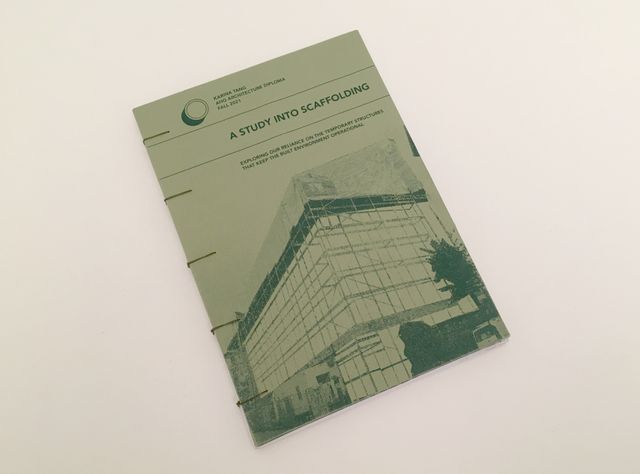 KARINA TANG
AHO ARCHITECTURE DIPLOMA
FALL 2021
A STUDY INTO SCAFFOLDING
EXPLORING OUR RELIANCE ON THE TEMPORARY STRUCTURES
THAT KEEP THE BUILT ENVIRONMENT OPERATIONAL